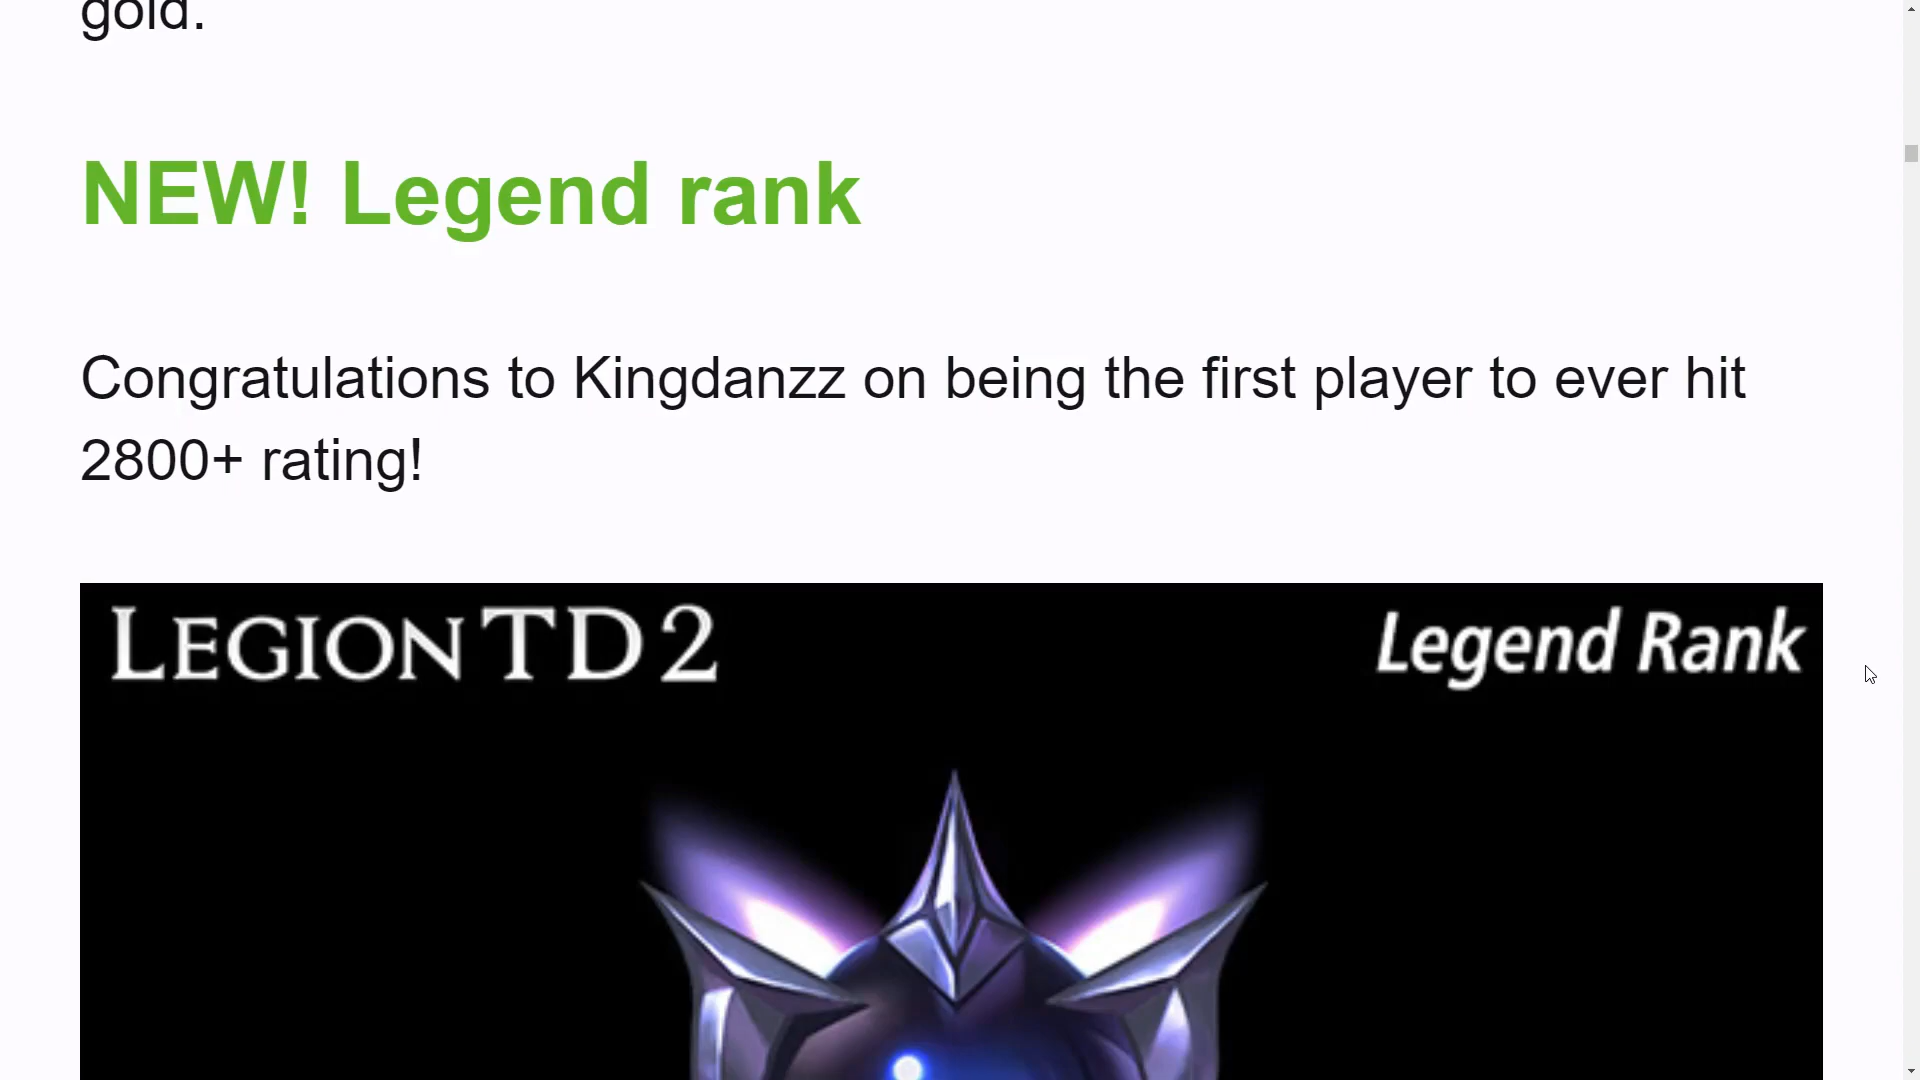 gold.
NEW! Legend rank
Congratulations to Kingdanzz on being the first player to ever hit
2800+ rating!
LEGION TD 2
Legend Rank